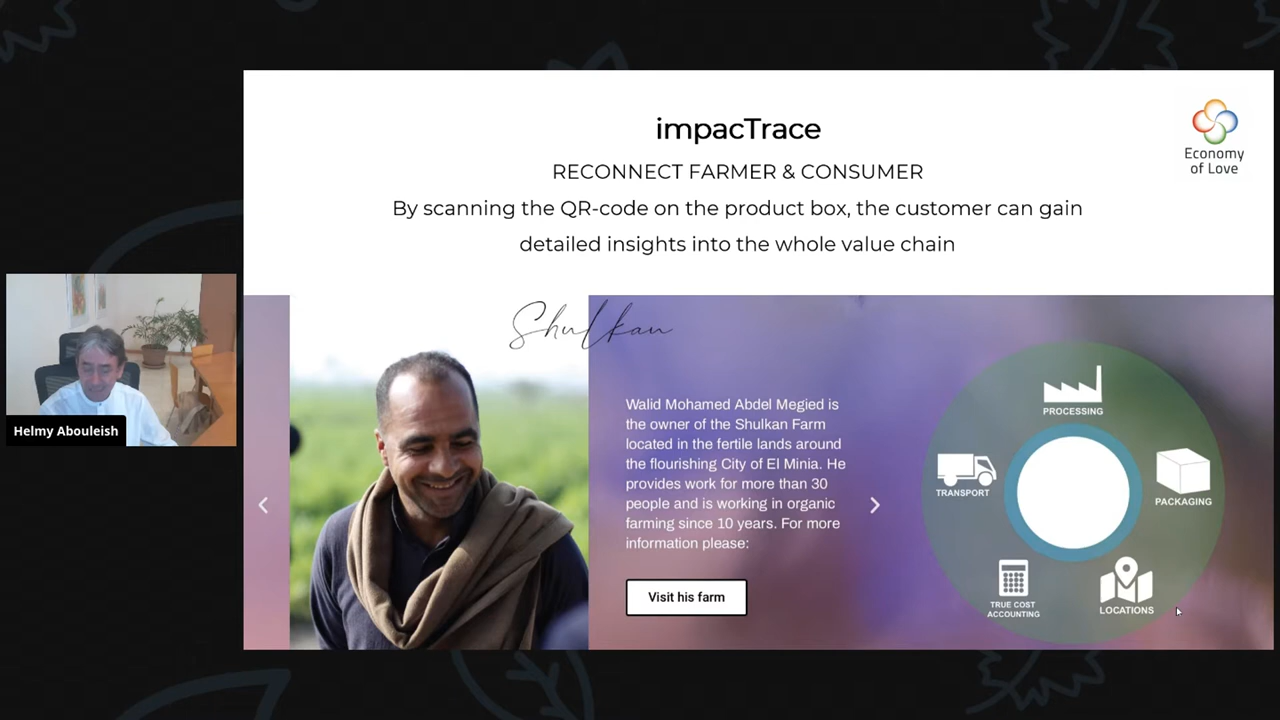 impacTrace
RECONNECT FARMER & CONSUMER
By scanning the QR-code on the product box, the customer can gain
detailed insights into the whole value chain
Economy
of Love
Helmy Abouleish
Shulkan
Walid Mohamed Abdel Megied is
the owner of the Shulkan Farm
located in the fertile lands around
the flourishing City of El Minia. He
provides work for more than 30
people and is working in organic
farming since 10 years. For more
information please:
Visit his farm
PROCESSING
TRANSPORT
PACKAGING
TRUE COST
ACCOUNTING
LOCATIONS